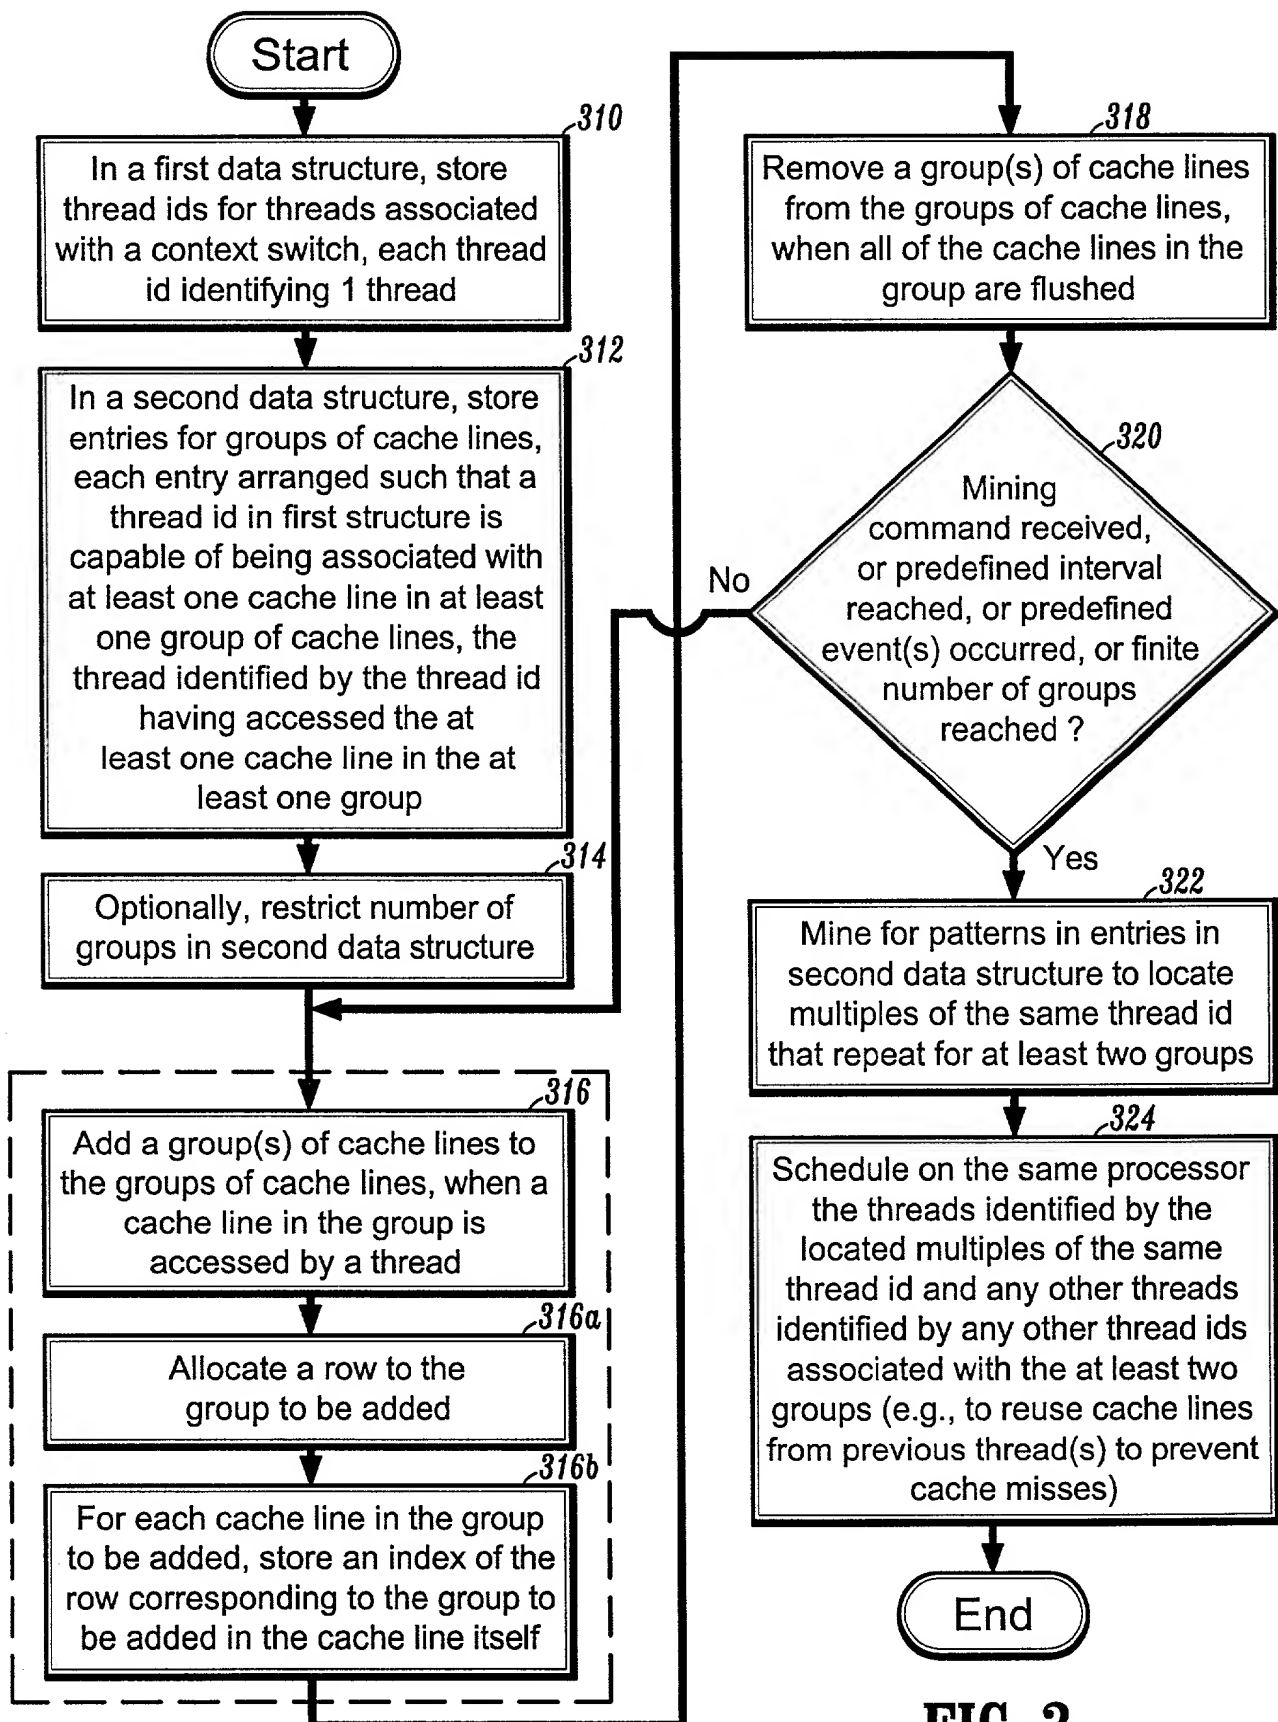 Start
310
In a first data structure, store
thread ids for threads associated
with a context switch, each thread
id identifying 1 thread
312
In a second data structure, store
entries for groups of cache lines,
each entry arranged such that a
thread id in first structure is
capable of being associated with
at least one cache line in at least
one group of cache lines, the
thread identified by the thread id
having accessed the at
least one cache line in the at
least one group
314
Optionally, restrict number of
groups in second data structure
316
Add a group(s) of cache lines to
the groups of cache lines, when a
cache line in the group is
accessed by a thread
316a
Allocate a row to the
group to be added
316b
For each cache line in the group
to be added, store an index of the
row corresponding to the group to
be added in the cache line itself
318
Remove a group(s) of cache lines
from the groups of cache lines,
when all of the cache lines in the
group are flushed
320
Mining
command received,
or predefined interval
reached, or predefined
event(s) occurred, or finite
number of groups
reached ?
No
Yes
322
Mine for patterns in entries in
second data structure to locate
multiples of the same thread id
that repeat for at least two groups
324
Schedule on the same processor
the threads identified by the
located multiples of the same
thread id and any other threads
identified by any other thread ids
associated with the at least two
groups (e.g., to reuse cache lines
from previous thread(s) to prevent
cache misses)
End
FIG.